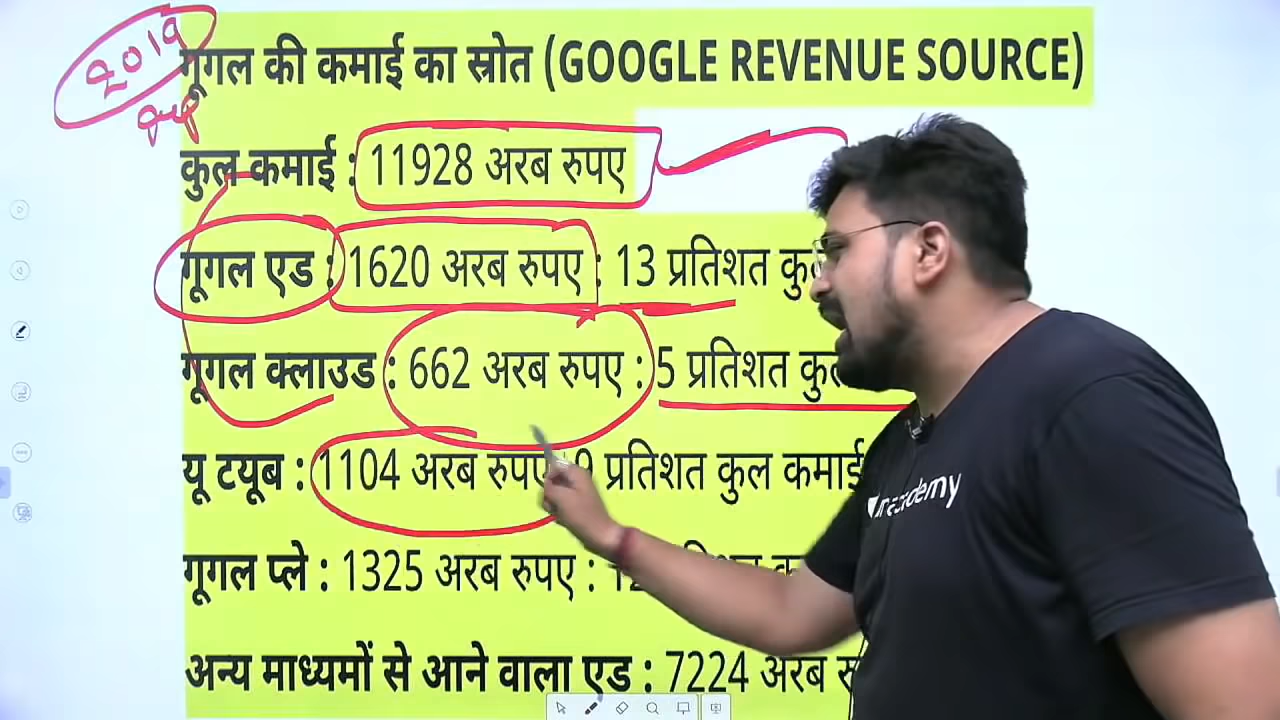 2019
गूगल की कमाई का स्रोत (GOOGLE REVENUE SOURCE)
कुल कमाई : 11928 अरब रुपए
गूगल एड : 1620 अरब रुपए : 13 प्रतिशत
गूगल क्लाउड : 662 अरब रुपए : 5 प्रतिशत
यू टयूब : 1104 अरब रुपए 9 प्रतिशत कुल कमाई
गूगल प्ले : 1325 अरब रुपए :
अन्य माध्यमों से आने वाला एड : 7224 अरब
unacademy